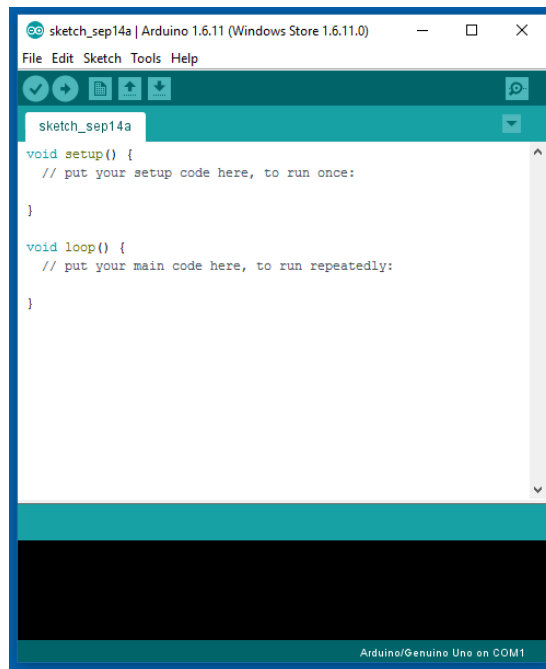 sketch_sep14a | Arduino 1.6.11 (Windows Store 1.6.11.0)
File Edit Sketch Tools Help
sketch_sep14a
void setup() {
  // put your setup code here, to run once:
}
void loop() {
  // put your main code here, to run repeatedly:
}
Arduino/Genuino Uno on COM1